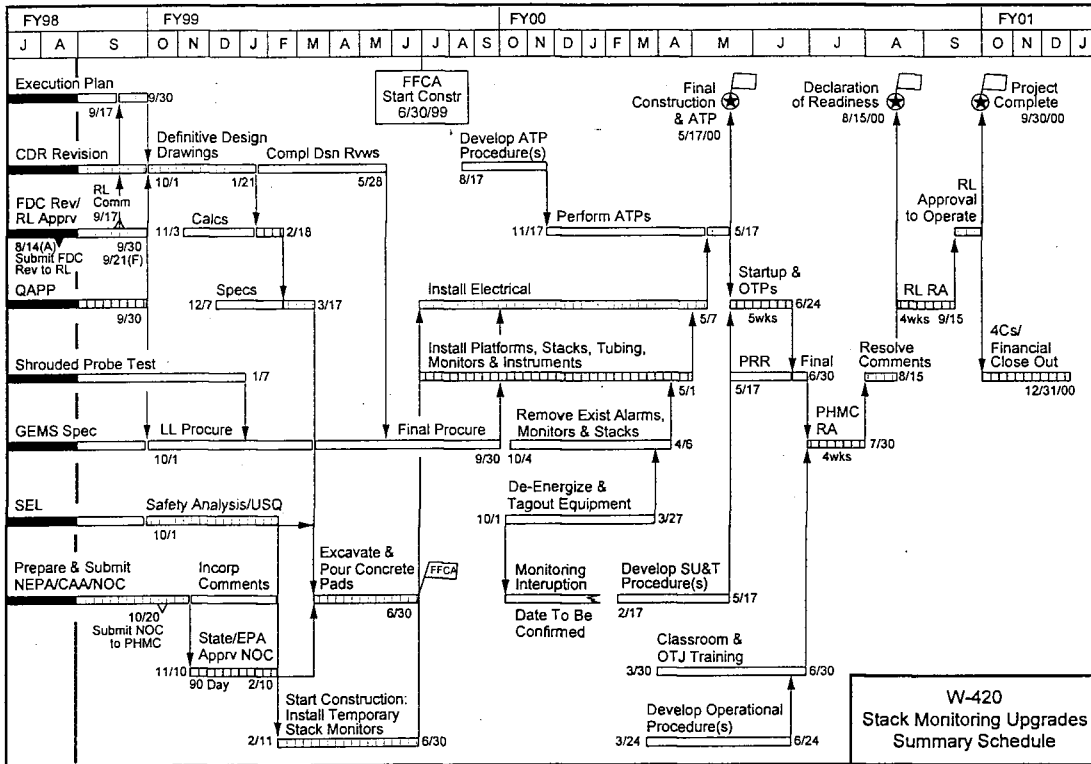 FY98 FY99 FY00 FY01
J A S O N D J F M A M J J A S O N D J F M A M J J A S O N D J
Execution Plan
9/30
9/17
FFCA
Start Constr
6/30/99
Final
Construction
& ATP
5/17/00
Declaration
of Readiness
8/15/00
Project
Complete
9/30/00
CDR Revision
Definitive Design
Drawings
10/1 1/21
Compl Dsn Rvws
5/28
Develop ATP
Procedure(s)
8/17
FDC Rev/
RL Apprv
RL
Comm
9/17
8/14(A)
Submit FDC
Rev to RL
9/30
9/21(F)
Calcs
11/3 2/18
Perform ATPs
11/17 5/17
RL
Approval
to Operate
QAPP
9/30
Specs
12/7 3/17
Install Electrical
5/7
Startup &
OTPs
6/24
5wks
RL RA
4wks 9/15
Shrouded Probe Test
1/7
Install Platforms, Stacks, Tubing,
Monitors & Instruments
5/1
PRR
5/17
Final
6/30
Resolve
Comments
8/15
4Cs/
Financial
Close Out
12/31/00
GEMS Spec
LL Procure
10/1
Final Procure
9/30
Remove Exist Alarms,
Monitors & Stacks
10/4 4/6
PHMC
RA
7/30
4wks
SEL
Safety Analysis/USQ
10/1
De-Energize &
Tagout Equipment
10/1 3/27
Prepare & Submit
NEPA/CAA/NOC
10/20
Submit NOC
to PHMC
Incorp
Comments
Excavate &
Pour Concrete
Pads
6/30
FFCA
Monitoring
Interuption
Date To Be
Confirmed
Develop SU&T
Procedure(s)
2/17 5/17
State/EPA
Apprv NOC
11/10
90 Day 2/10
Classroom &
OTJ Training
3/30 6/30
Start Construction:
Install Temporary
Stack Monitors
2/11 6/30
Develop Operational
Procedure(s)
3/24 6/24
W-420
Stack Monitoring Upgrades
Summary Schedule